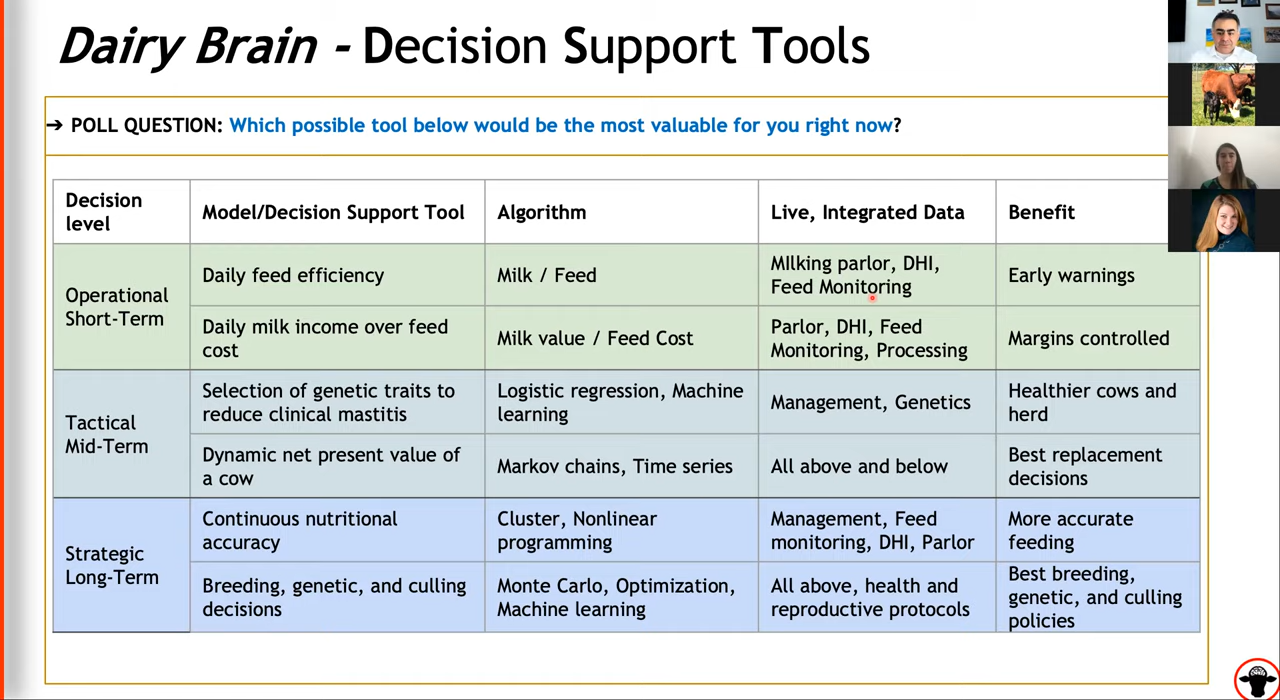 Dairy Brain - Decision Support Tools
➔ POLL QUESTION: Which possible tool below would be the most valuable for you right now?
Decision
level
Model/Decision Support Tool
Algorithm
Live, Integrated Data
Benefit
Operational
Short-Term
Daily feed efficiency
Milk / Feed
MIlking parlor, DHI,
Feed Monitoring
Early warnings
Daily milk income over feed
cost
Milk value / Feed Cost
Parlor, DHI, Feed
Monitoring, Processing
Margins controlled
Tactical
Mid-Term
Selection of genetic traits to
reduce clinical mastitis
Logistic regression, Machine
learning
Management, Genetics
Healthier cows and
herd
Dynamic net present value of
a cow
Markov chains, Time series
All above and below
Best replacement
decisions
Strategic
Long-Term
Continuous nutritional
accuracy
Cluster, Nonlinear
programming
Management, Feed
monitoring, DHI, Parlor
More accurate
feeding
Breeding, genetic, and culling
decisions
Monte Carlo, Optimization,
Machine learning
All above, health and
reproductive protocols
Best breeding,
genetic, and culling
policies